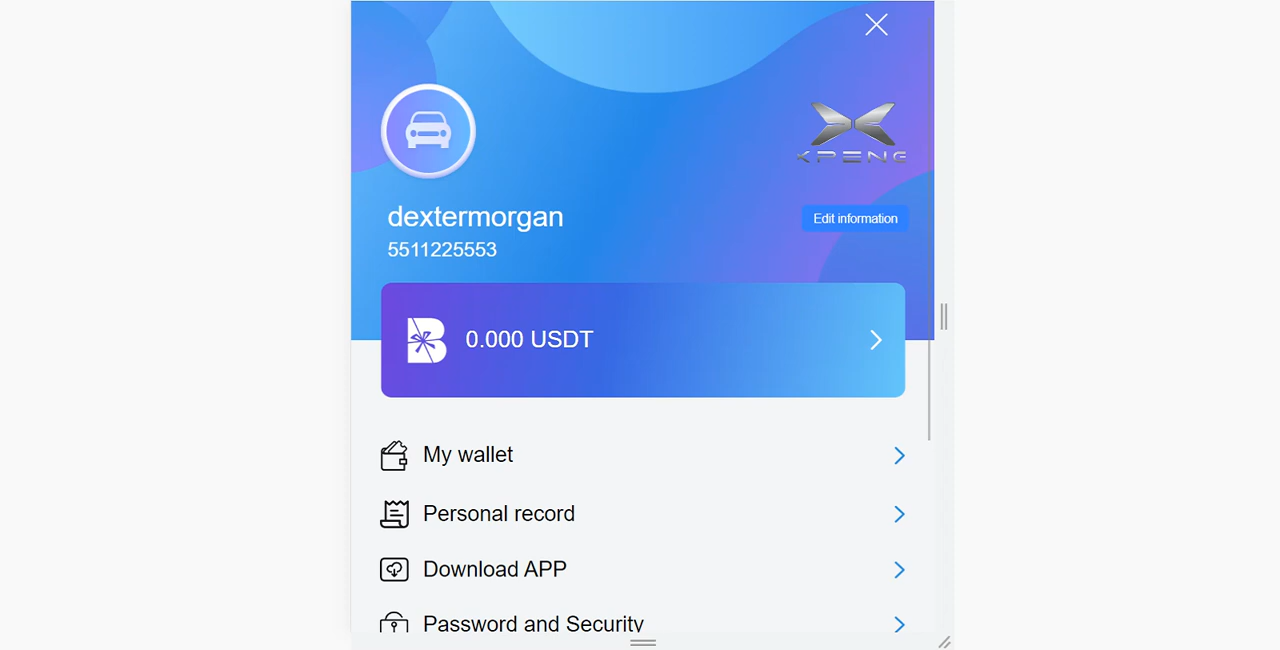 XPENG
dextermorgan
Edit information
5511225553
0.000 USDT
My wallet
Personal record
Download APP
Password and Security